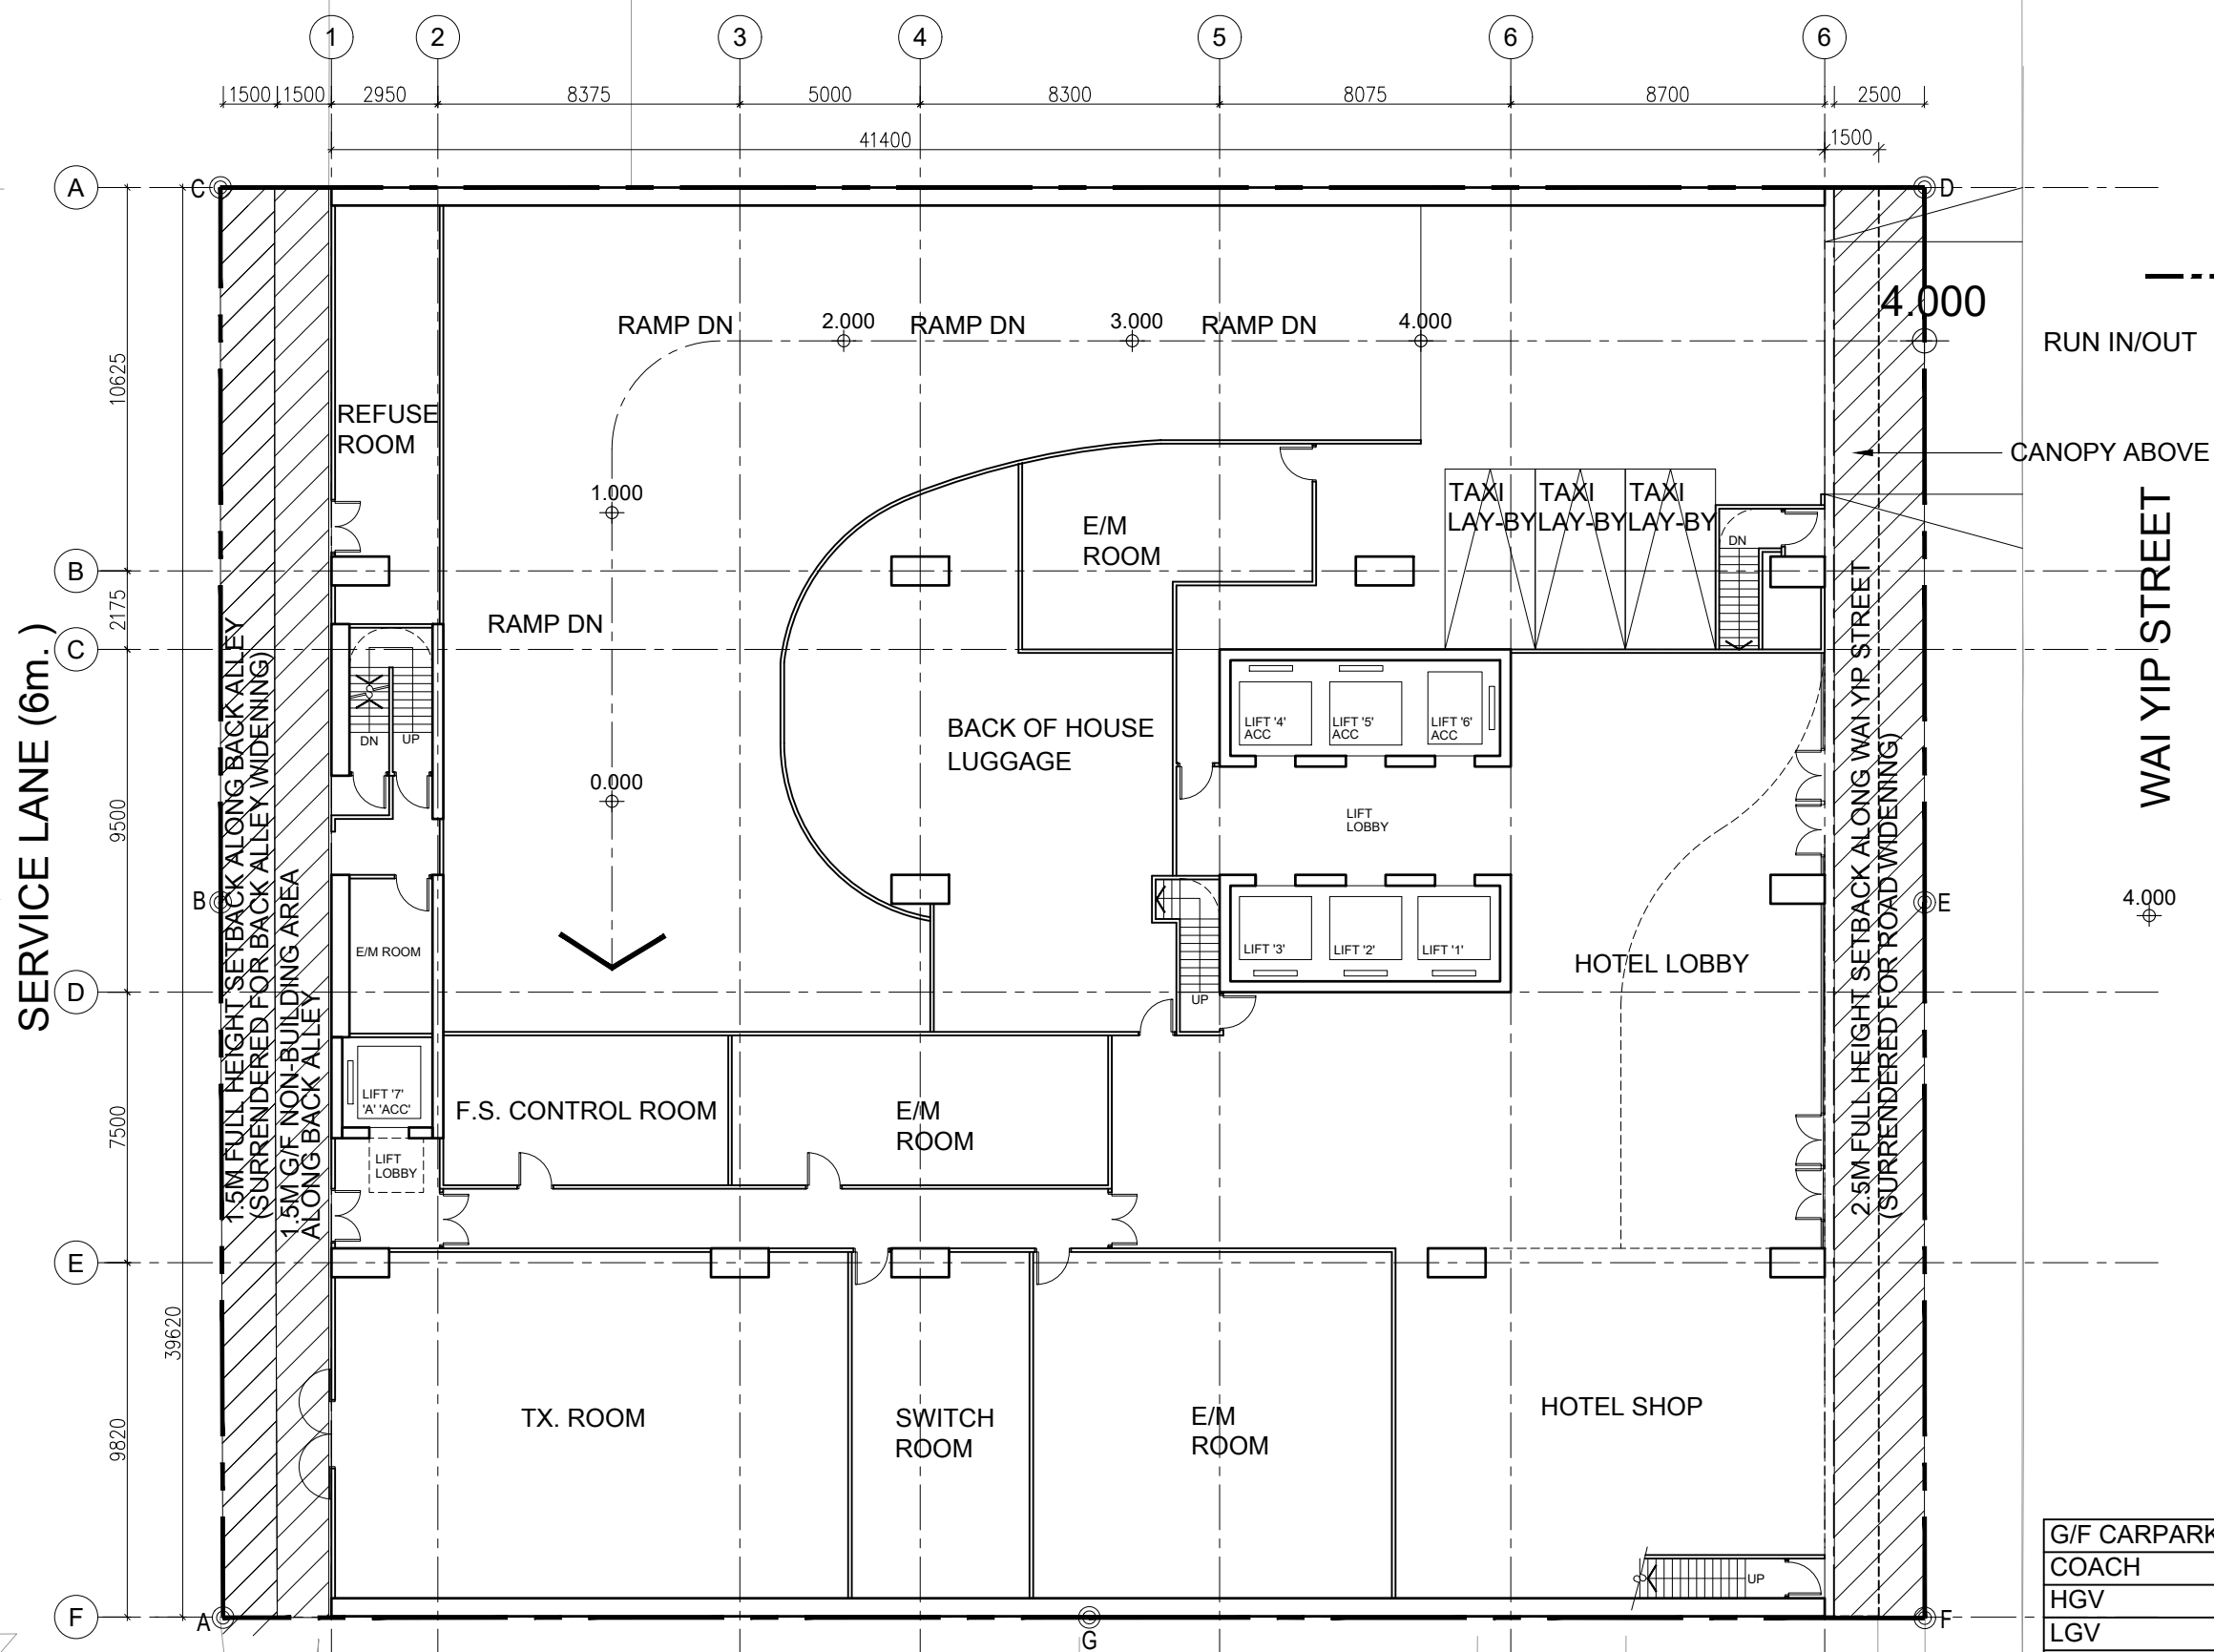 1 2 3 4 5 6 6
1500 1500 2950 8375 5000 8300 8075 8700 2500
41400 1500
A
C
D
4.000
RUN IN/OUT
RAMP DN 2.000 RAMP DN 3.000 RAMP DN 4.000
10625
REFUSE
ROOM
CANOPY ABOVE
1.000
E/M
ROOM
TAXI
LAY-BY
TAXI
LAY-BY
TAXI
LAY-BY
DN
B
2175
RAMP DN
C
SERVICE LANE (6m.)
WAI YIP STREET
DN UP
BACK OF HOUSE
LUGGAGE
LIFT '4'
ACC
LIFT '5'
ACC
LIFT '6'
ACC
0.000
9500
LIFT
LOBBY
1.5M FULL HEIGHT SETBACK ALONG BACK ALLEY
(SURRENDERED FOR BACK ALLEY WIDENNING)
1.5M G/F NON-BUILDING AREA
ALONG BACK ALLEY
2.5M FULL HEIGHT SETBACK ALONG WAI YIP STREET
(SURRENDERED FOR ROAD WIDENNING)
B
E
4.000
E/M ROOM
LIFT '3'
LIFT '2'
LIFT '1'
HOTEL LOBBY
D
UP
7500
LIFT '7'
'A' 'ACC'
F.S. CONTROL ROOM
E/M
ROOM
LIFT
LOBBY
E
39620
9820
TX. ROOM
SWITCH
ROOM
E/M
ROOM
HOTEL SHOP
UP
F
A
G
F
G/F CARPARK
COACH
HGV
LGV